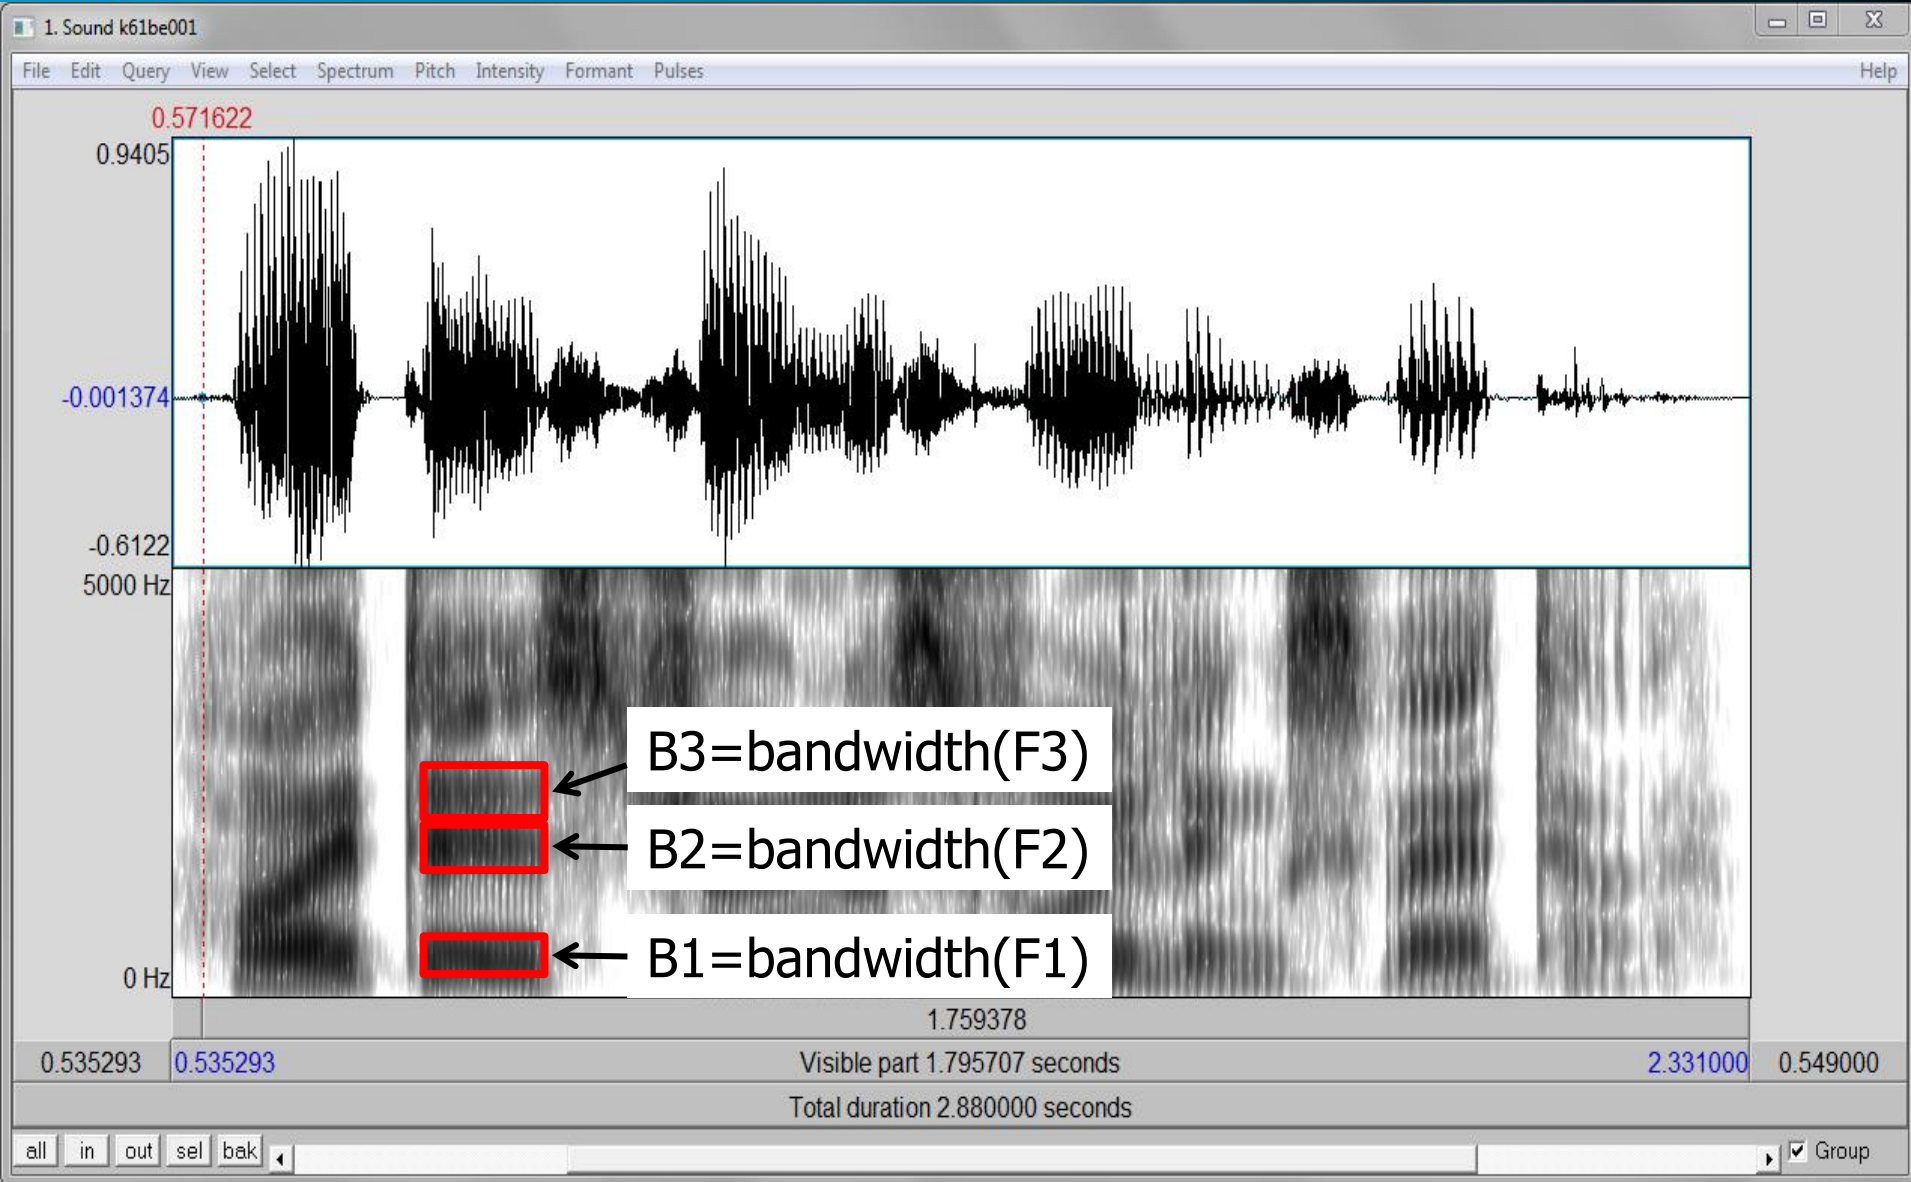 1. Sound k61be001
File Edit Query View Select Spectrum Pitch Intensity Formant Pulses Help
0.571622
0.9405
-0.001374
-0.6122
5000 Hz
B3=bandwidth(F3)
B2=bandwidth(F2)
B1=bandwidth(F1)
0 Hz
1.759378
0.535293 0.535293 Visible part 1.795707 seconds 2.331000 0.549000
Total duration 2.880000 seconds
all in out sel bak Group